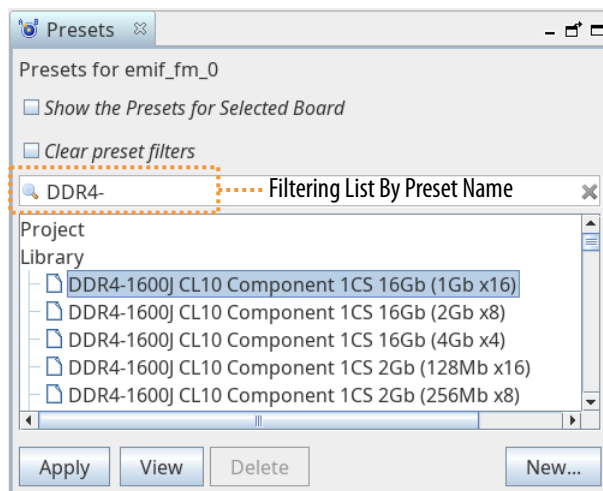 Presets
Presets for emif_fm_0
Show the Presets for Selected Board
Clear preset filters
DDR4-
Filtering List By Preset Name
Project
Library
DDR4-1600J CL10 Component 1CS 16Gb (1Gb x16)
DDR4-1600J CL10 Component 1CS 16Gb (2Gb x8)
DDR4-1600J CL10 Component 1CS 16Gb (4Gb x4)
DDR4-1600J CL10 Component 1CS 2Gb (128Mb x16)
DDR4-1600J CL10 Component 1CS 2Gb (256Mb x8)
Apply View Delete New...